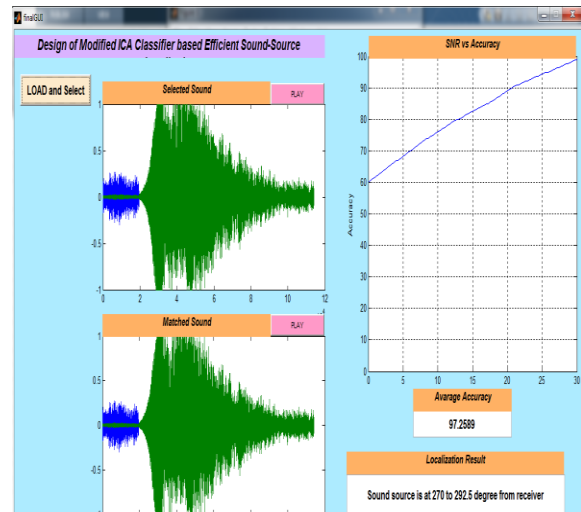 finalGUI
Design of Modified ICA Classifier based Efficient Sound-Source
LOAD and Select
Selected Sound
PLAY
1
0.5
0
-0.5
-1
0 2 4 6 8 10 12
Matched Sound
PLAY
1
0.5
0
-0.5
SNR vs Accuracy
Accuracy
100
90
80
70
60
50
40
30
20
10
0
0 5 10 15 20 25 30
Avarage Accuracy
97.2589
Localization Result
Sound source is at 270 to 292.5 degree from receiver